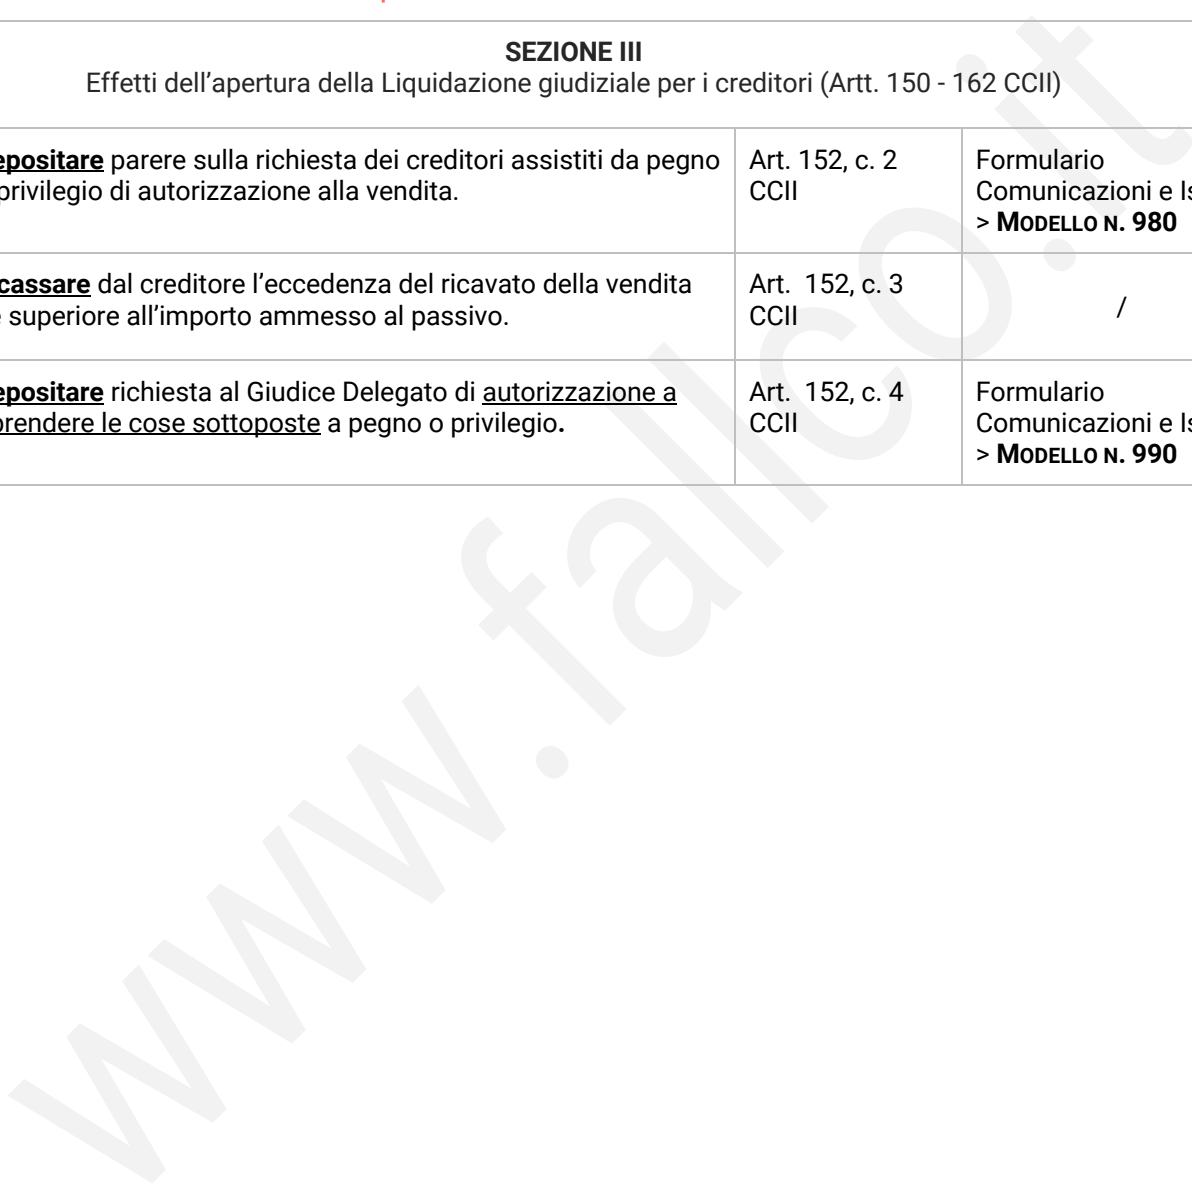 SEZIONE III
Effetti dell’apertura della Liquidazione giudiziale per i creditori (Artt. 150 - 162 CCII)
epositare parere sulla richiesta dei creditori assistiti da pegno
privilegio di autorizzazione alla vendita.
Art. 152, c. 2
CCII
Formulario
Comunicazioni e Is
> MODELLO N. 980
cassare dal creditore l’eccedenza del ricavato della vendita
e superiore all’importo ammesso al passivo.
Art. 152, c. 3
CCII
/
epositare richiesta al Giudice Delegato di autorizzazione a
prendere le cose sottoposte a pegno o privilegio.
Art. 152, c. 4
CCII
Formulario
Comunicazioni e Is
> MODELLO N. 990
www.fallco.it